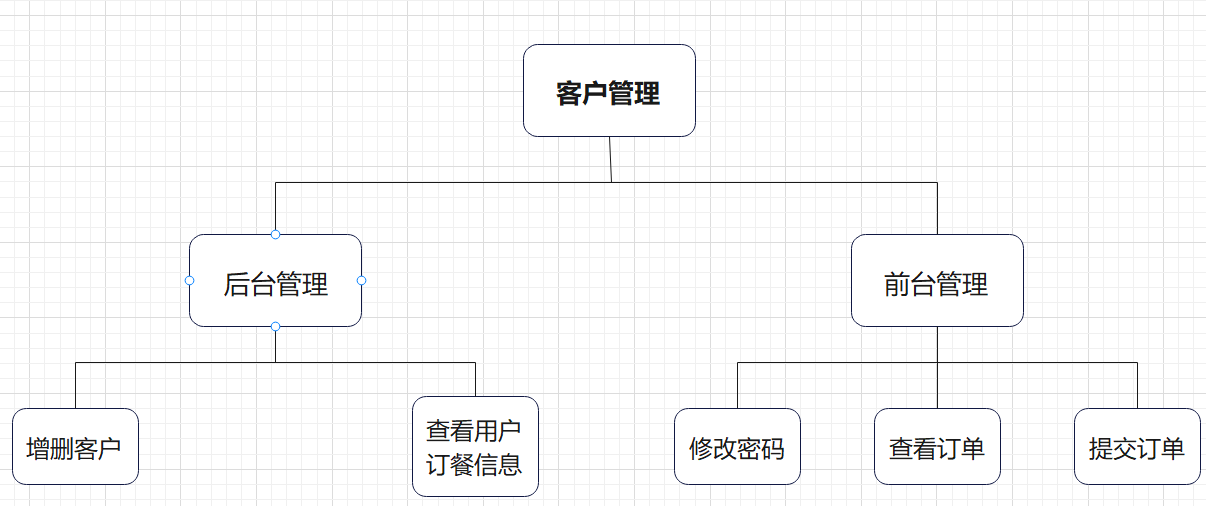 客户管理
后台管理
前台管理
增删客户
查看用户
订餐信息
修改密码
查看订单
提交订单